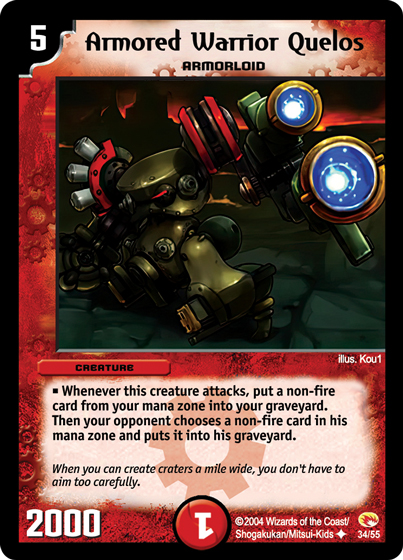 5 Armored Warrior Quelos
ARMORLOID
illus. Kou1
CREATURE
▪ Whenever this creature attacks, put a non-fire
card from your mana zone into your graveyard.
Then your opponent chooses a non-fire card in his
mana zone and puts it into his graveyard.
When you can create craters a mile wide, you don't have to
aim too carefully.
2000
1
©2004 Wizards of the Coast/
Shogakukan/Mitsui-Kids ✦ 34/55